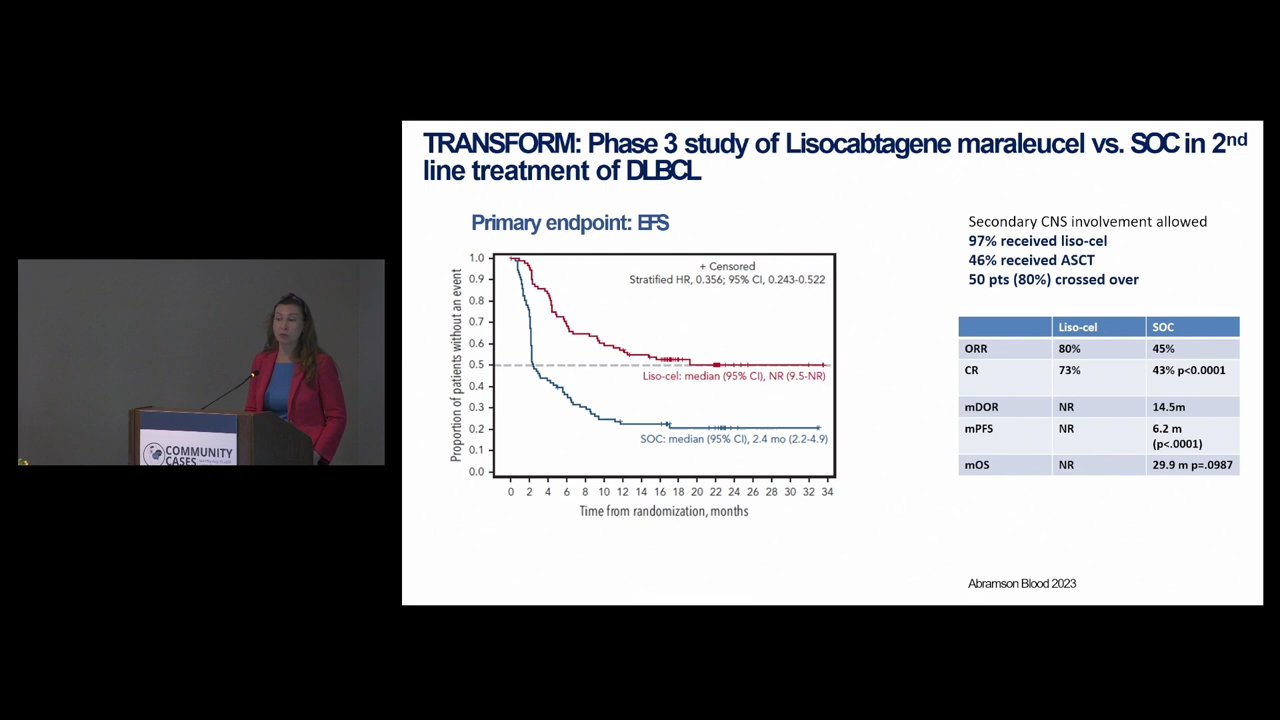 TRANSFORM: Phase 3 study of Lisocabtagene maraleucel vs. SOC in 2nd
line treatment of DLBCL
Primary endpoint: EFS
+ Censored
Stratified HR, 0.356; 95% CI, 0.243-0.522
Proportion of patients without an event
1.0
0.9
0.8
0.7
0.6
0.5
0.4
0.3
0.2
0.1
0.0
Liso-cel: median (95% CI), NR (9.5-NR)
SOC: median (95% CI), 2.4 mo (2.2-4.9)
0 2 4 6 8 10 12 14 16 18 20 22 24 26 28 30 32 34
Time from randomization, months
Secondary CNS involvement allowed
97% received liso-cel
46% received ASCT
50 pts (80%) crossed over
Liso-cel SOC
ORR 80% 45%
CR 73% 43% p<0.0001
mDOR NR 14.5m
mPFS NR 6.2 m
(p<.0001)
mOS NR 29.9 m p=.0987
Abramson Blood 2023
COMMUNITY
CASES